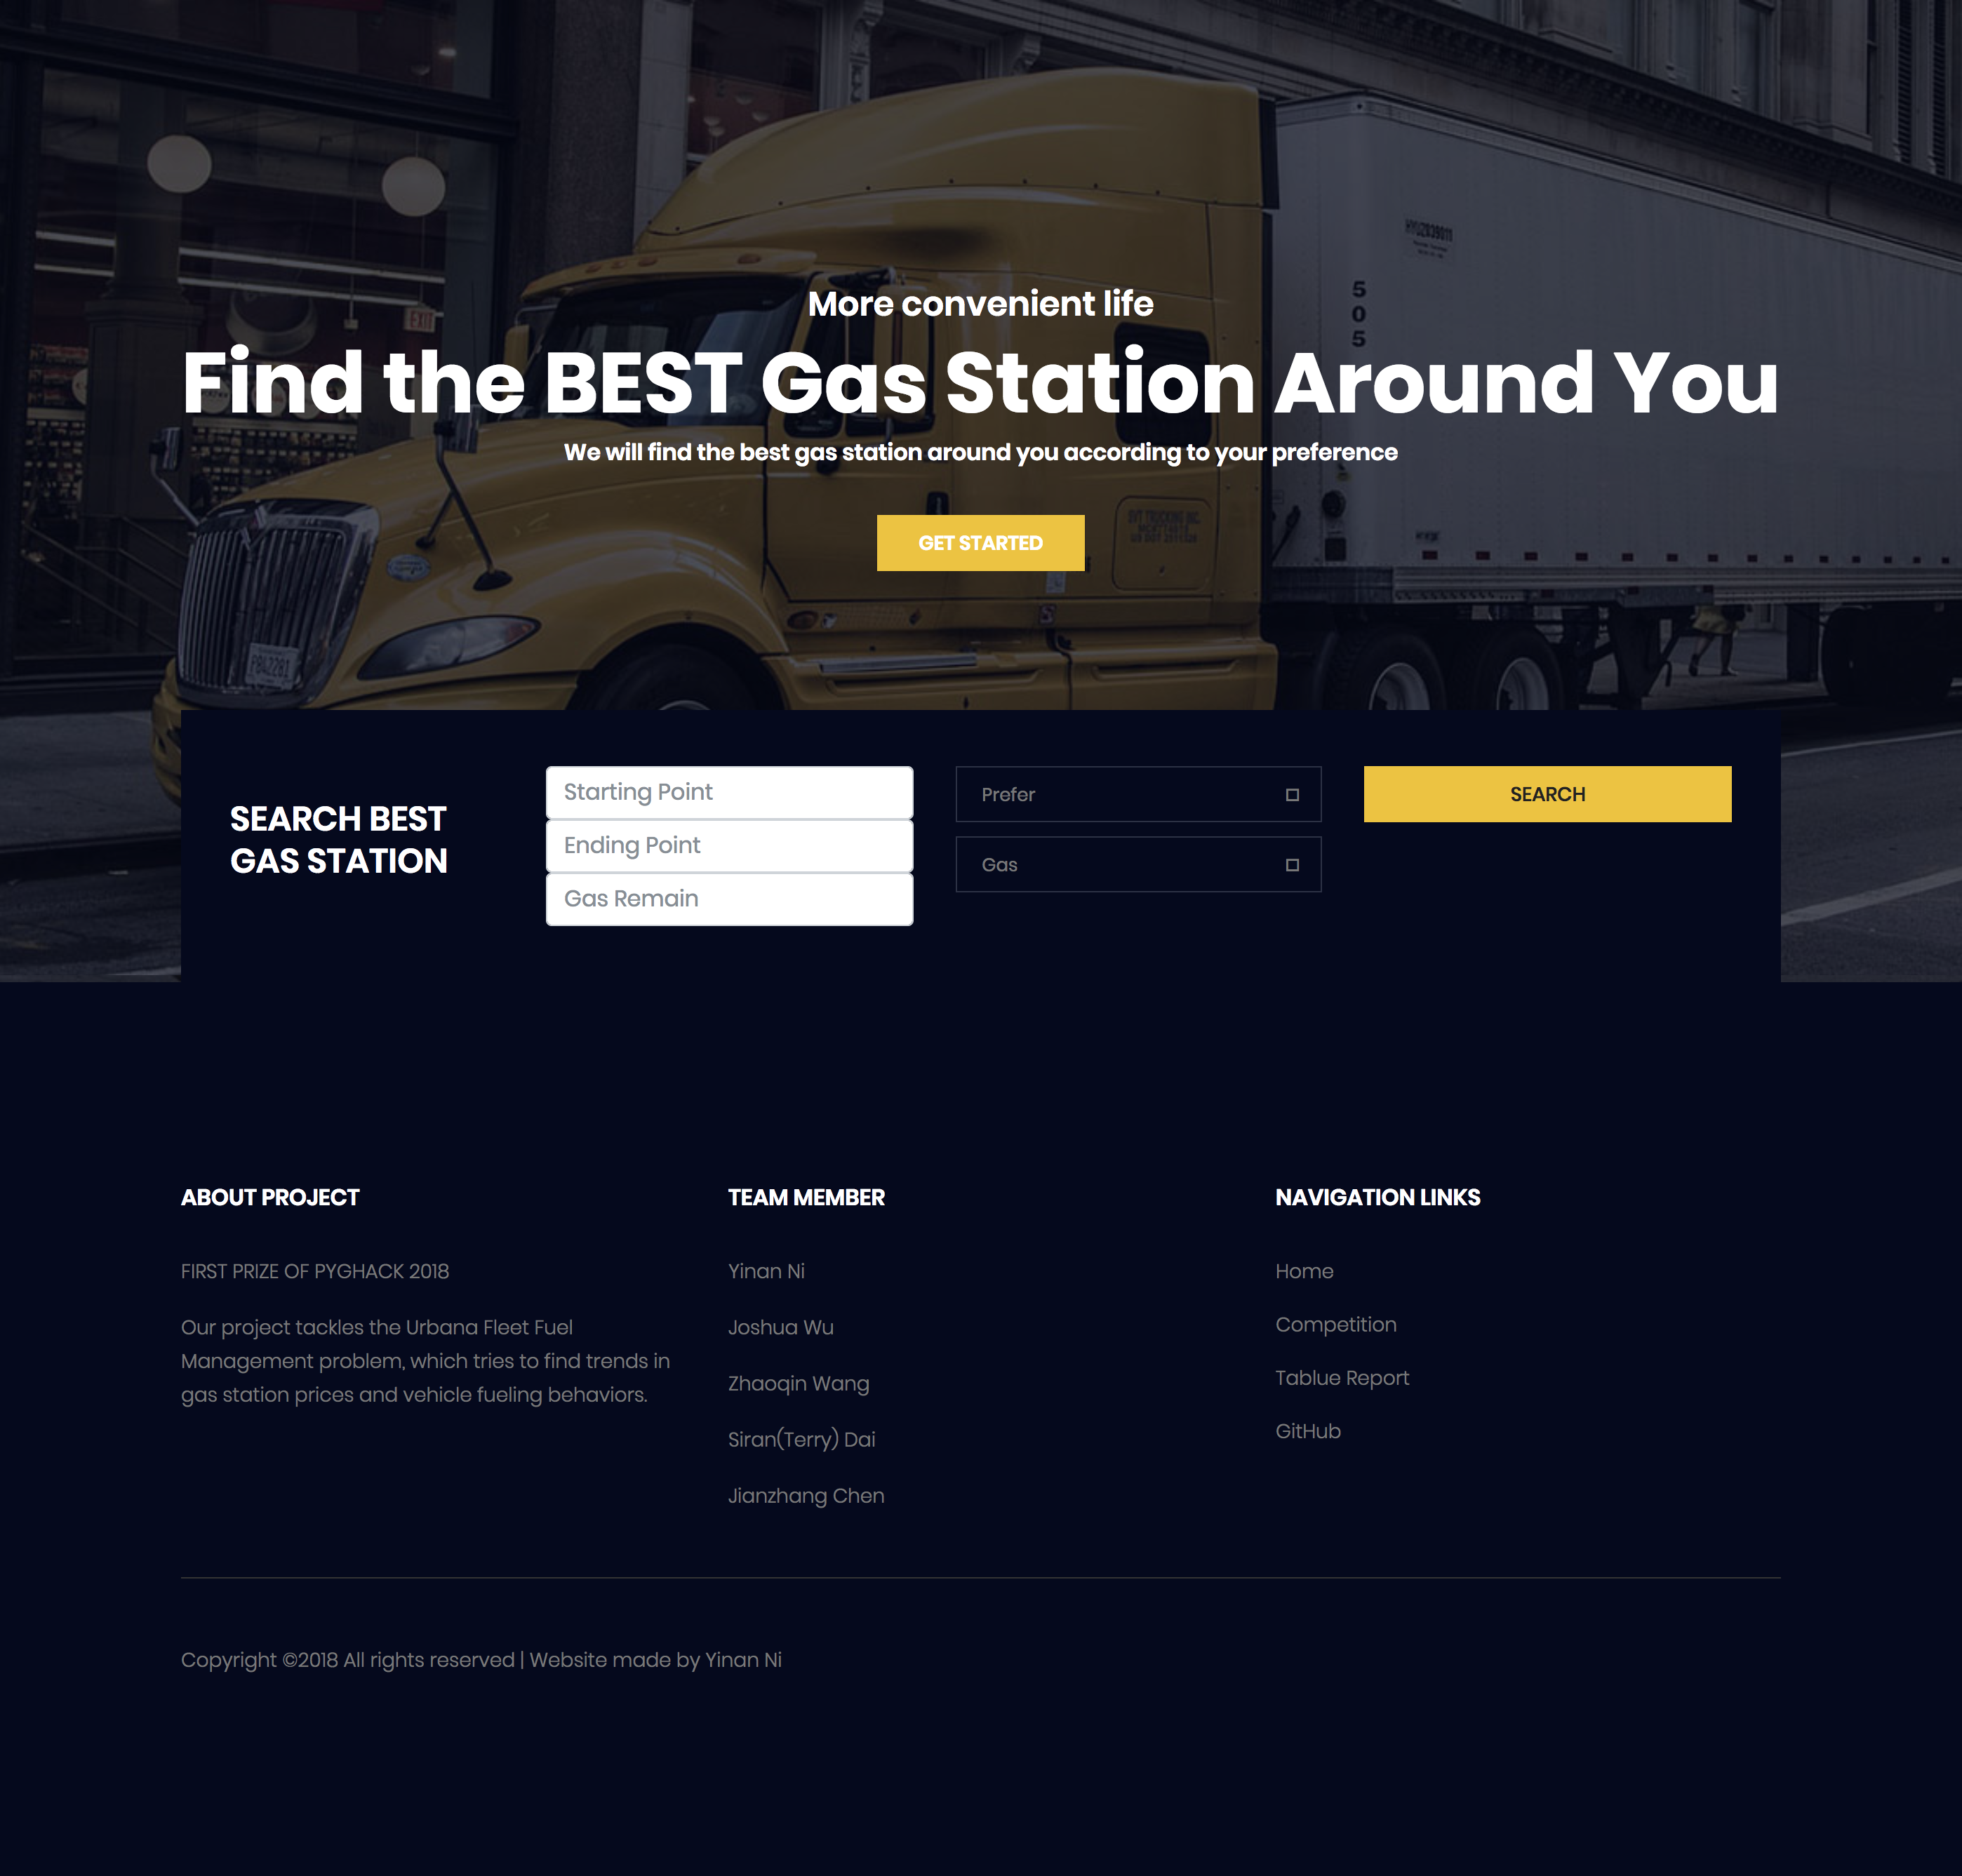 EXIT
HYUZ039011
5
0
5
More convenient life
Find the BEST Gas Station Around You
We will find the best gas station around you according to your preference
GET STARTED
SEARCH BEST
GAS STATION
Starting Point
Ending Point
Gas Remain
Prefer
Gas
SEARCH
ABOUT PROJECT
FIRST PRIZE OF PYGHACK 2018
Our project tackles the Urbana Fleet Fuel
Management problem, which tries to find trends in
gas station prices and vehicle fueling behaviors.
TEAM MEMBER
Yinan Ni
Joshua Wu
Zhaoqin Wang
Siran(Terry) Dai
Jianzhang Chen
NAVIGATION LINKS
Home
Competition
Tablue Report
GitHub
Copyright ©2018 All rights reserved | Website made by Yinan Ni